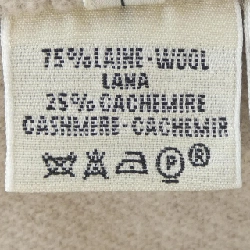 75% LAINE-WOOL
LANA
25% CACHEMIRE
CASHMERE-CACHEMIR
P ®